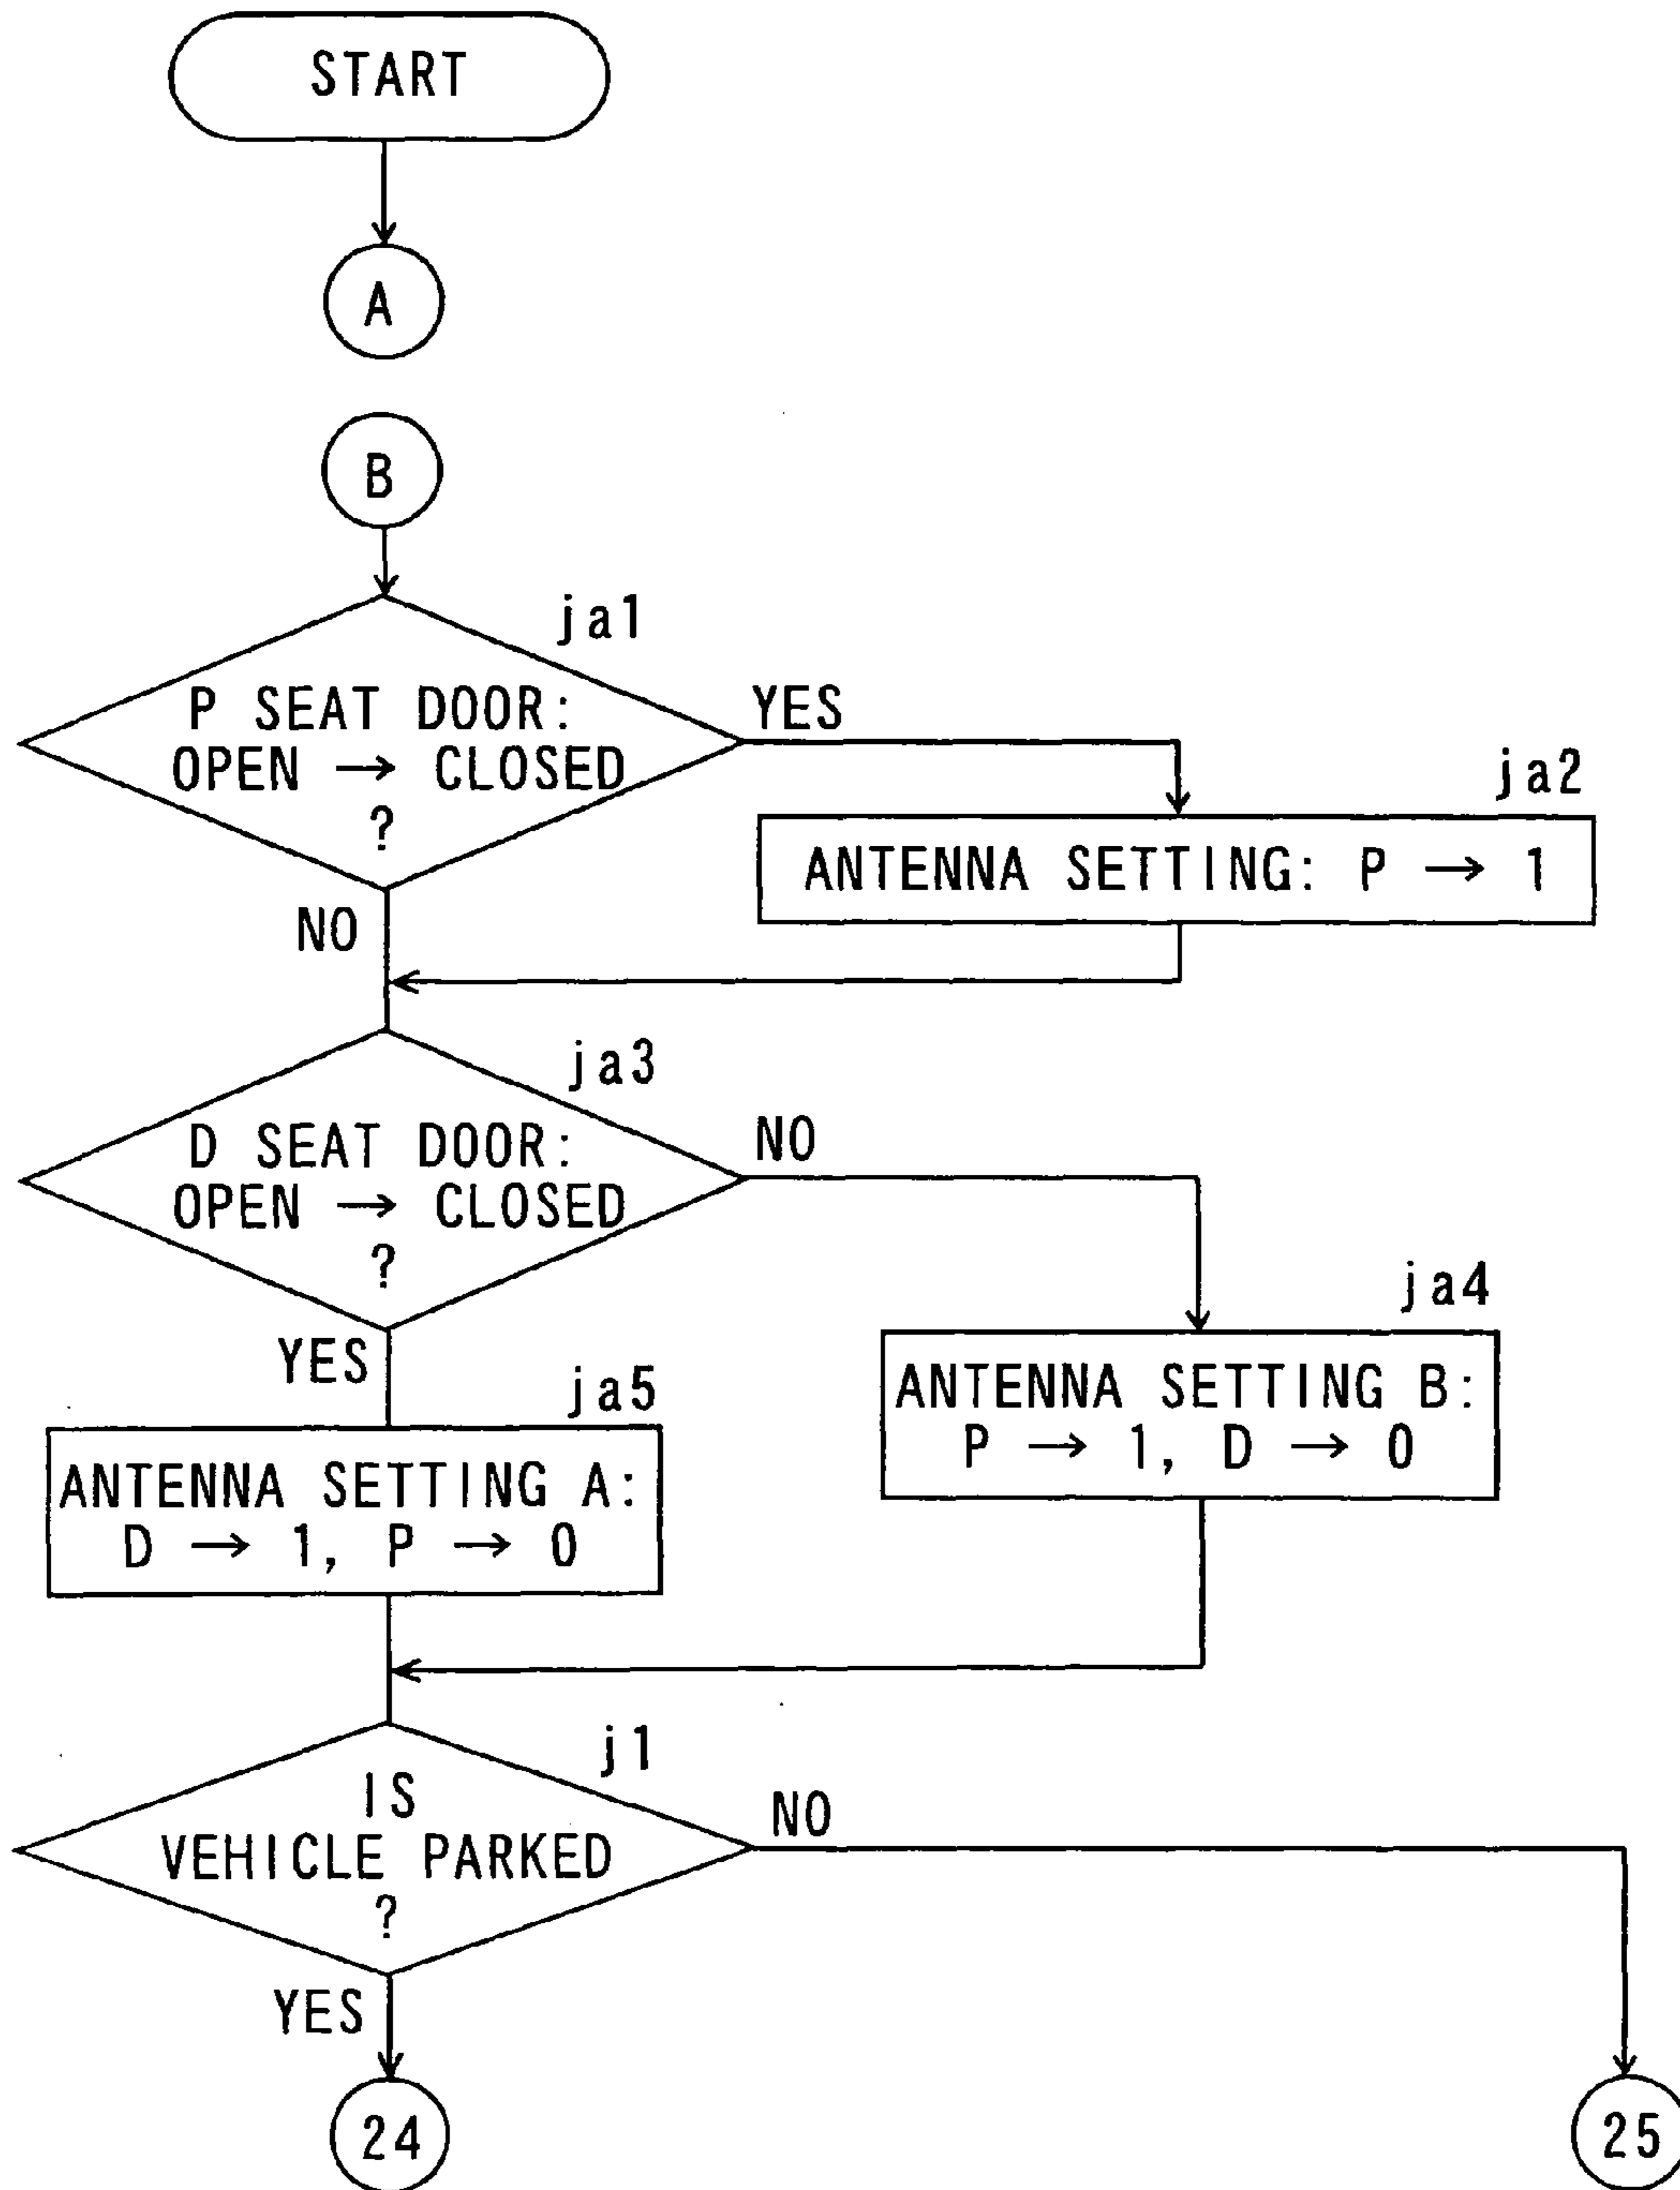 START
A
B
ja1
P SEAT DOOR:
OPEN → CLOSED
?
YES
NO
ja2
ANTENNA SETTING: P → 1
ja3
D SEAT DOOR:
OPEN → CLOSED
?
NO
YES
ja4
ANTENNA SETTING B:
P → 1, D → 0
ja5
ANTENNA SETTING A:
D → 1, P → 0
j1
IS
VEHICLE PARKED
?
NO
YES
24
25